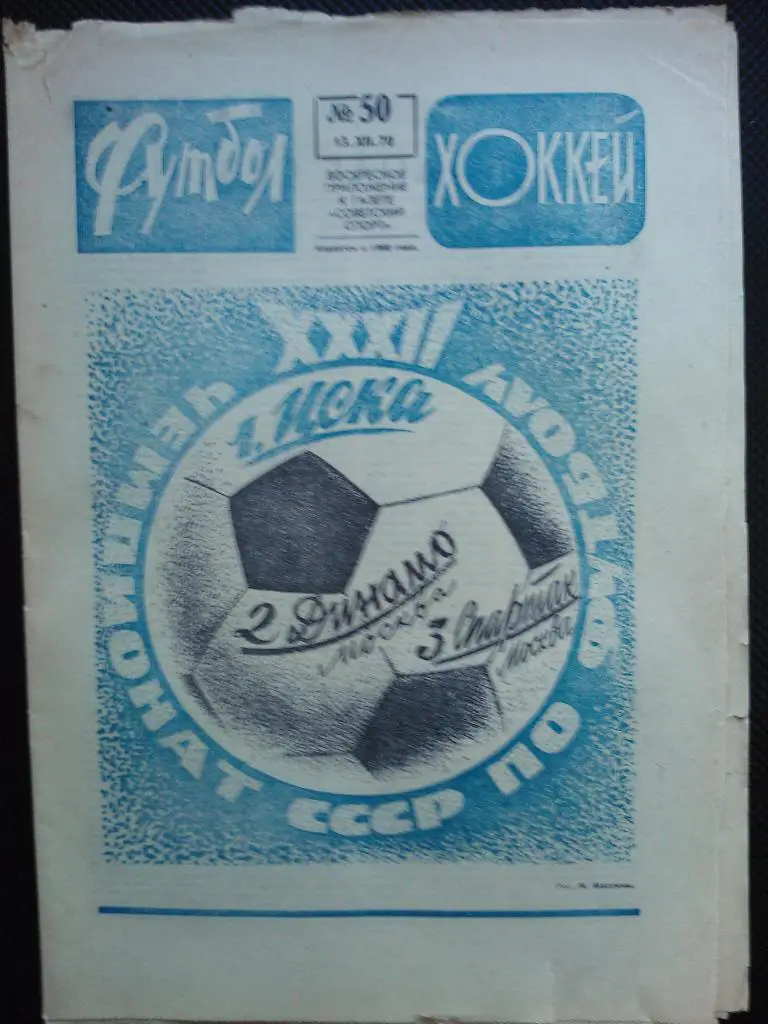 Футбол
№ 50
13. XII. 70
ВОСКРЕСНОЕ
ПРИЛОЖЕНИЕ
К ГАЗЕТЕ
«СОВЕТСКИЙ
СПОРТ»
ХОККЕЙ
XXXII
ЧЕМПИОНАТ СССР ПО ФУТБОЛУ
1. ЦСКА
2 Динамо
Москва
3 Спартак
Москва